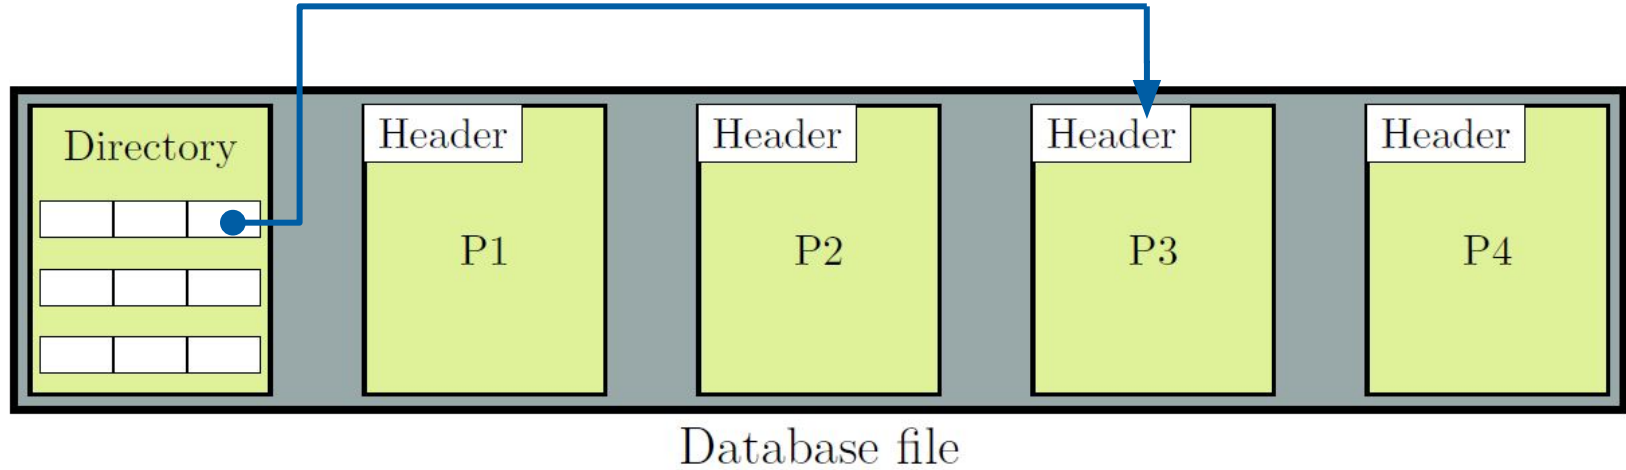 Directory
Header
P1
Header
P2
Header
P3
Header
P4
Database file